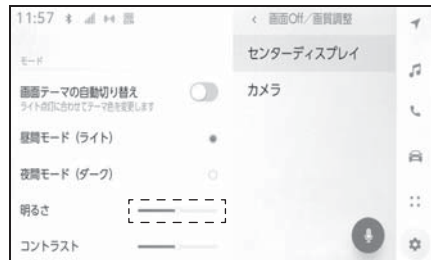 11:57
< 画面Off/画質調整
モード
センターディスプレイ
画面テーマの自動切り替え
ライト点灯に合わせてテーマ色を変更します
カメラ
昼間モード (ライト)
夜間モード (ダーク)
明るさ
コントラスト